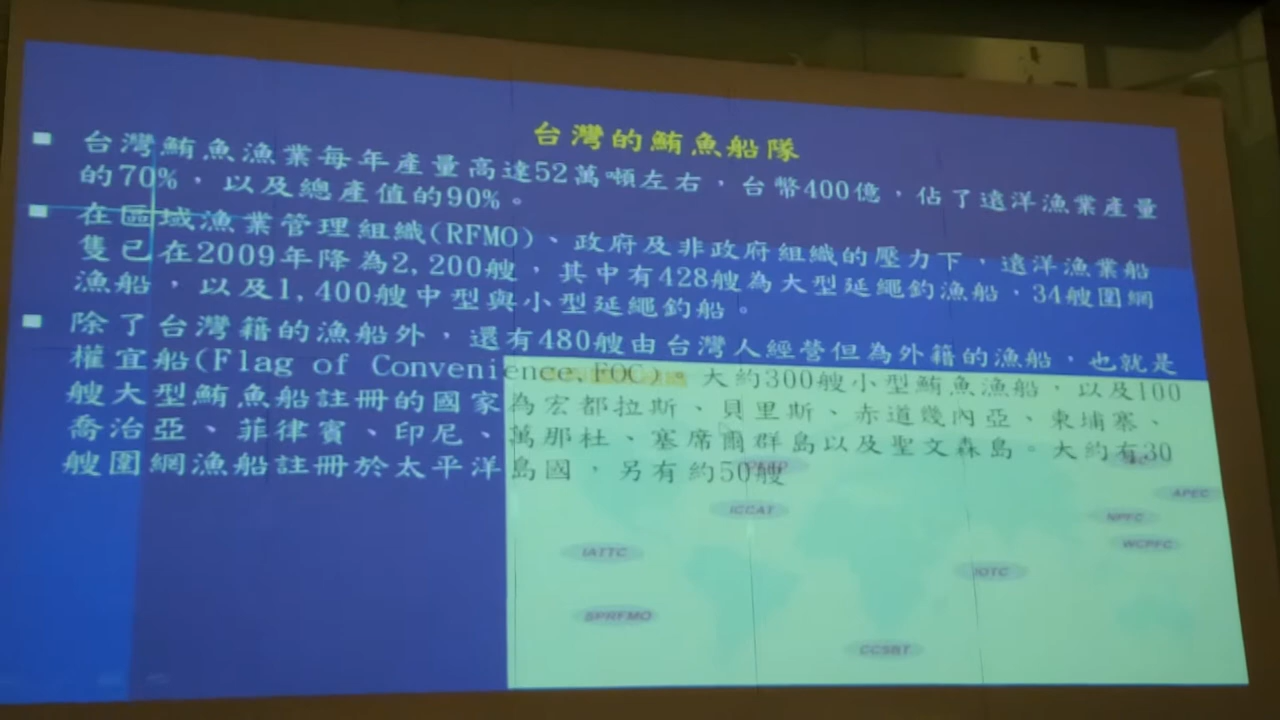 台灣的鮪魚船隊
■ 台灣鮪魚漁業每年產量高達52萬噸左右，台幣400億，佔了遠洋漁業產量
的70%，以及總產值的90%。
■ 在區域漁業管理組織(RFMO)、政府及非政府組織的壓力下，遠洋漁業船
隻已在2009年降為2,200艘，其中有428艘為大型延繩釣漁船，34艘圍網
漁船，以及1,400艘中型與小型延繩釣船。
■ 除了台灣籍的漁船外，還有480艘由台灣人經營但為外籍的漁船，也就是
權宜船(Flag of Convenience,FOC)。大約300艘小型鮪魚漁船，以及100
艘大型鮪魚船註冊的國家為宏都拉斯、貝里斯、赤道幾內亞、柬埔寨、
喬治亞、菲律賓、印尼、萬那杜、塞席爾群島以及聖文森島。大約有30
艘圍網漁船註冊於太平洋島國，另有約50艘
ICCAT
APEC
NPFC
IATTC
WCPFC
IOTC
SPRFMO
CCSBT